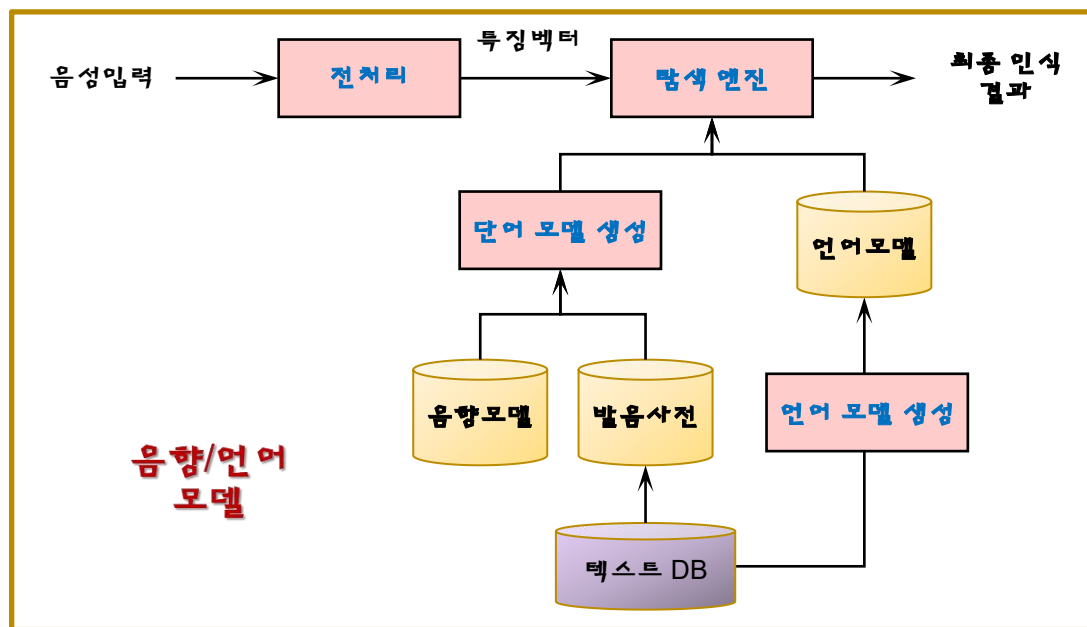 특징벡터
음성입력
전처리
탐색 엔진
최종 인식
결과
단어 모델 생성
언어모델
음향모델
발음사전
언어 모델 생성
음향/언어
모델
텍스트 DB